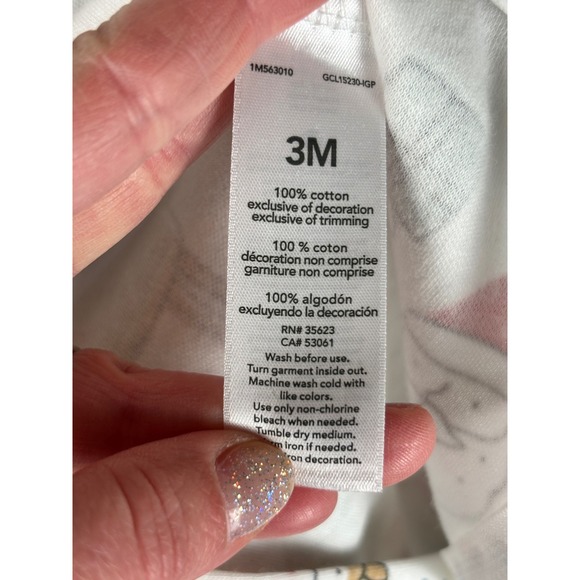 1M563010 GCL15230-IGP
3M
100% cotton
exclusive of decoration
exclusive of trimming
100 % coton
décoration non comprise
garniture non comprise
100% algodón
excluyendo la decoración
RN# 35623
CA# 53061
Wash before use.
Turn garment inside out.
Machine wash cold with
like colors.
Use only non-chlorine
bleach when needed.
Tumble dry medium.
iron if needed.
iron decoration.